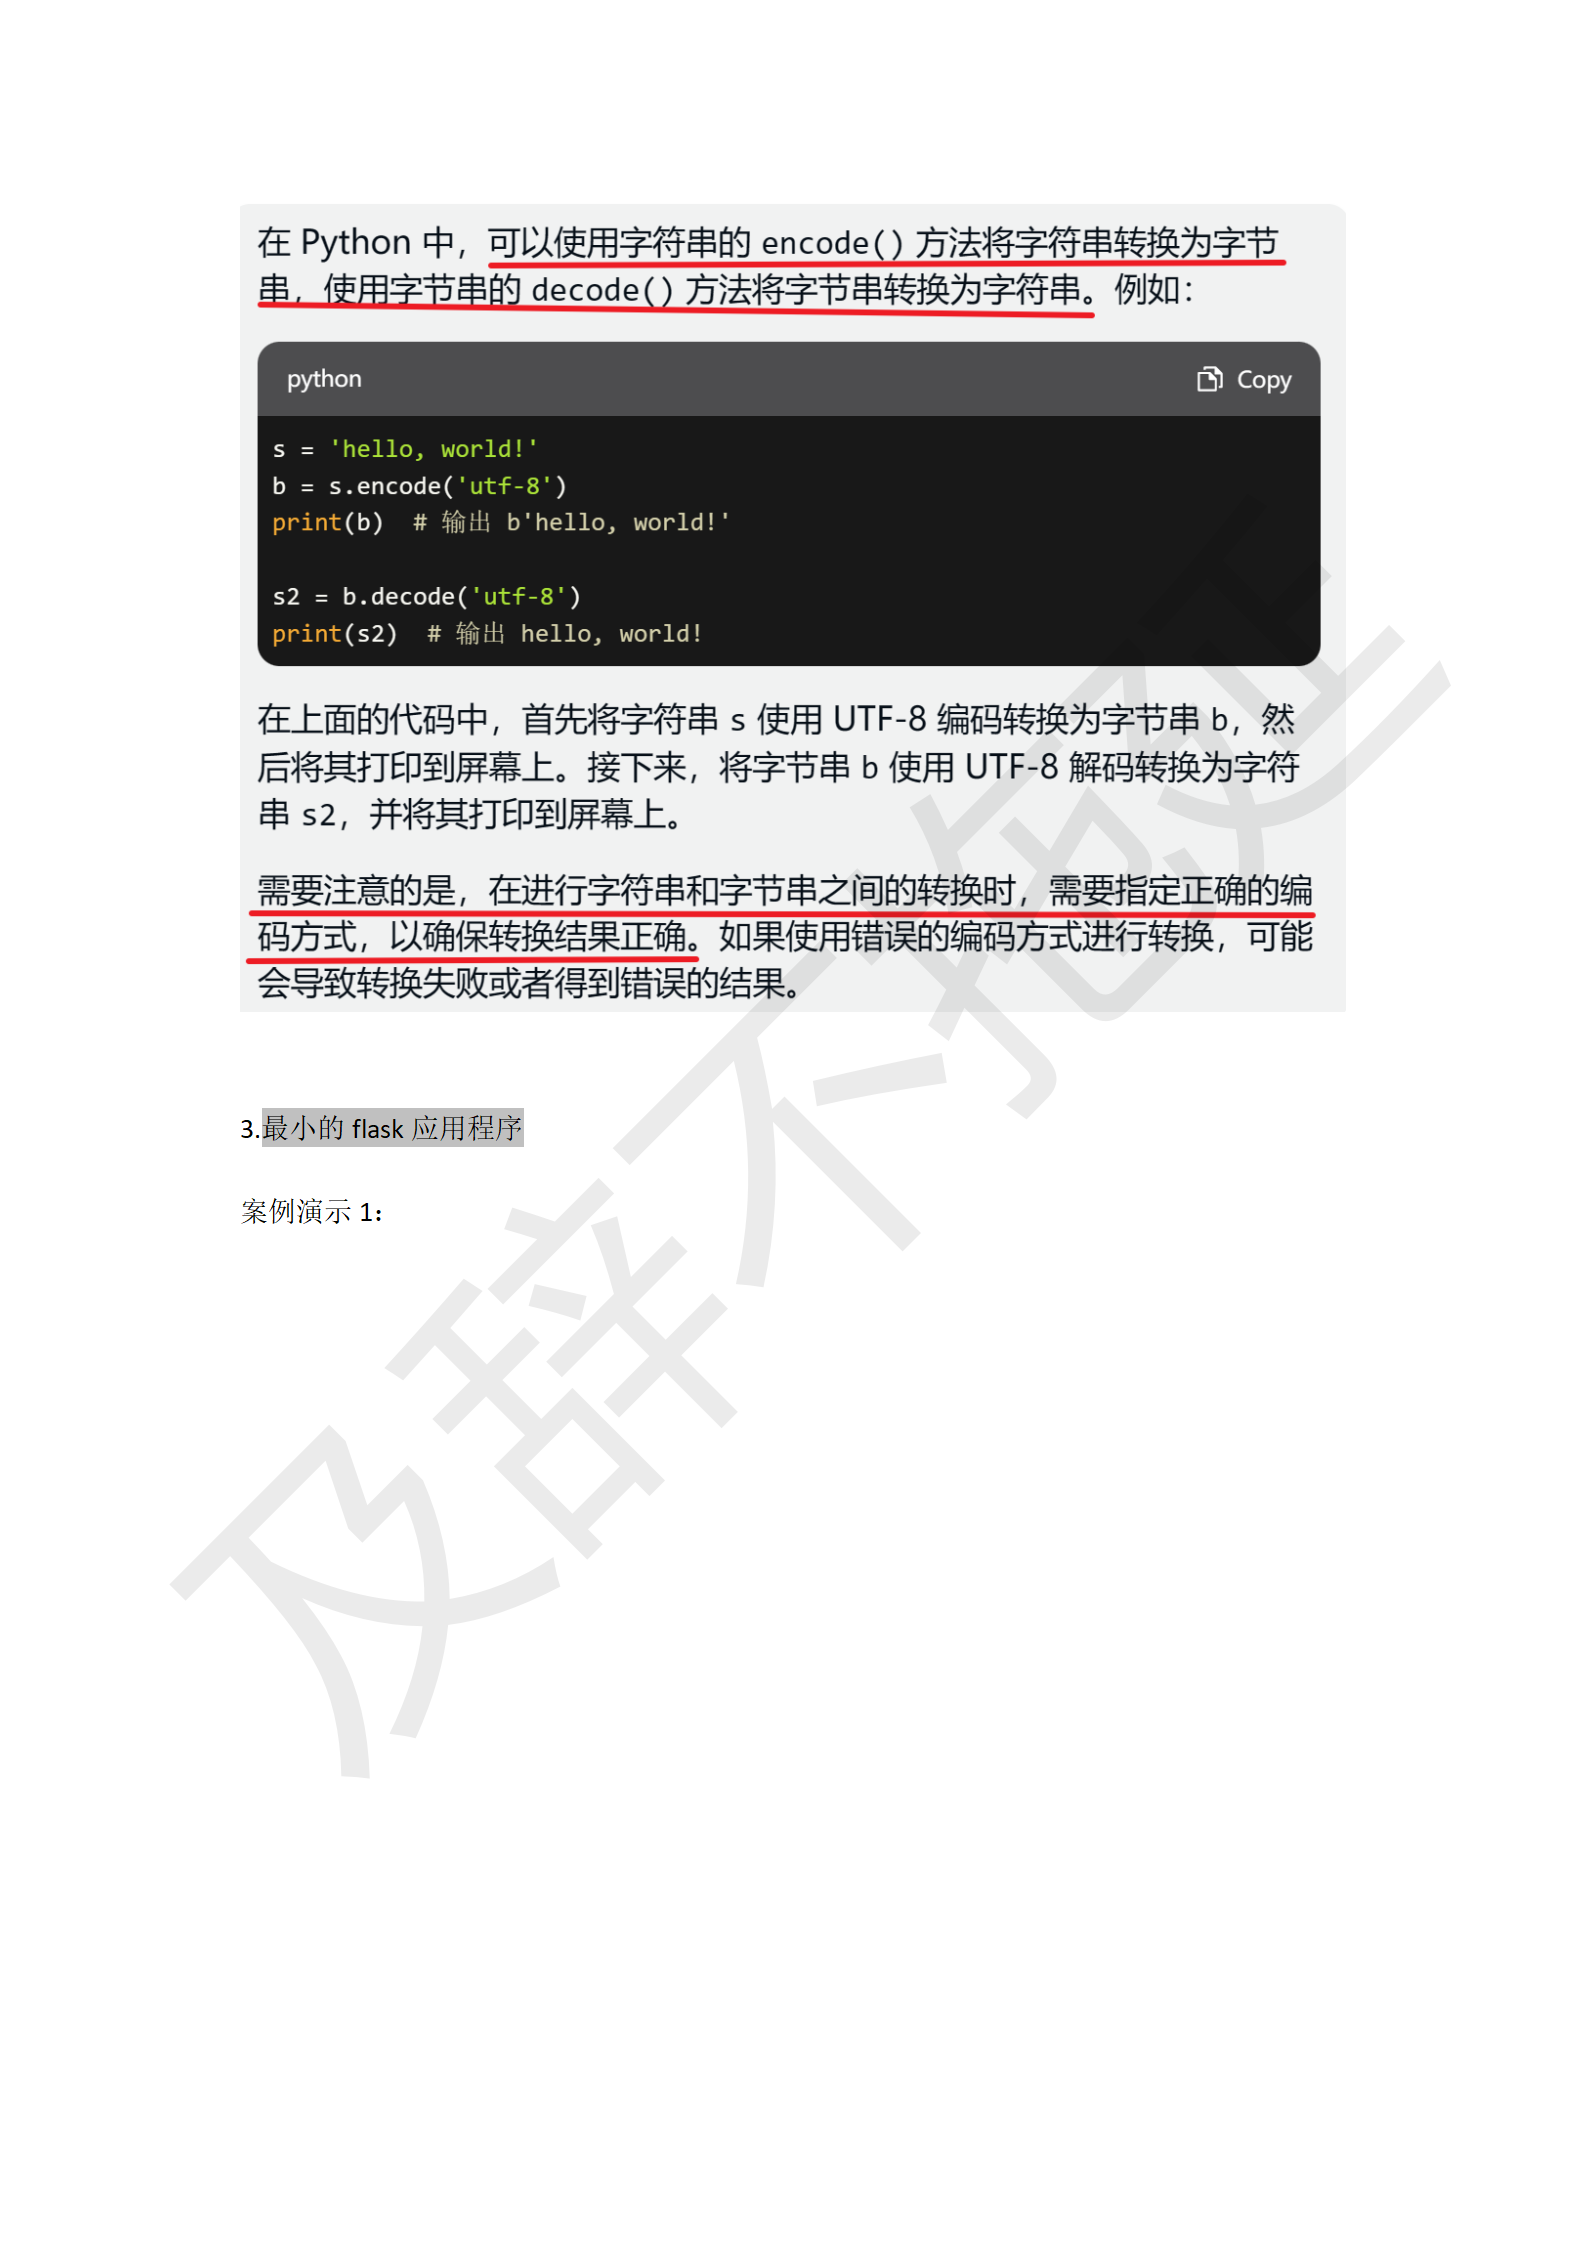 在 Python 中，可以使用字符串的 encode() 方法将字符串转换为字节
串，使用字节串的 decode() 方法将字节串转换为字符串。例如：
python
Copy
s = 'hello, world!'
b = s.encode('utf-8')
print(b)  # 输出 b'hello, world!'
s2 = b.decode('utf-8')
print(s2)  # 输出 hello, world!
在上面的代码中，首先将字符串 s 使用 UTF-8 编码转换为字节串 b，然
后将其打印到屏幕上。接下来，将字节串 b 使用 UTF-8 解码转换为字符
串 s2，并将其打印到屏幕上。
需要注意的是，在进行字符串和字节串之间的转换时，需要指定正确的编
码方式，以确保转换结果正确。如果使用错误的编码方式进行转换，可能
会导致转换失败或者得到错误的结果。
3.最小的 flask 应用程序
案例演示 1：
及辞不拖延